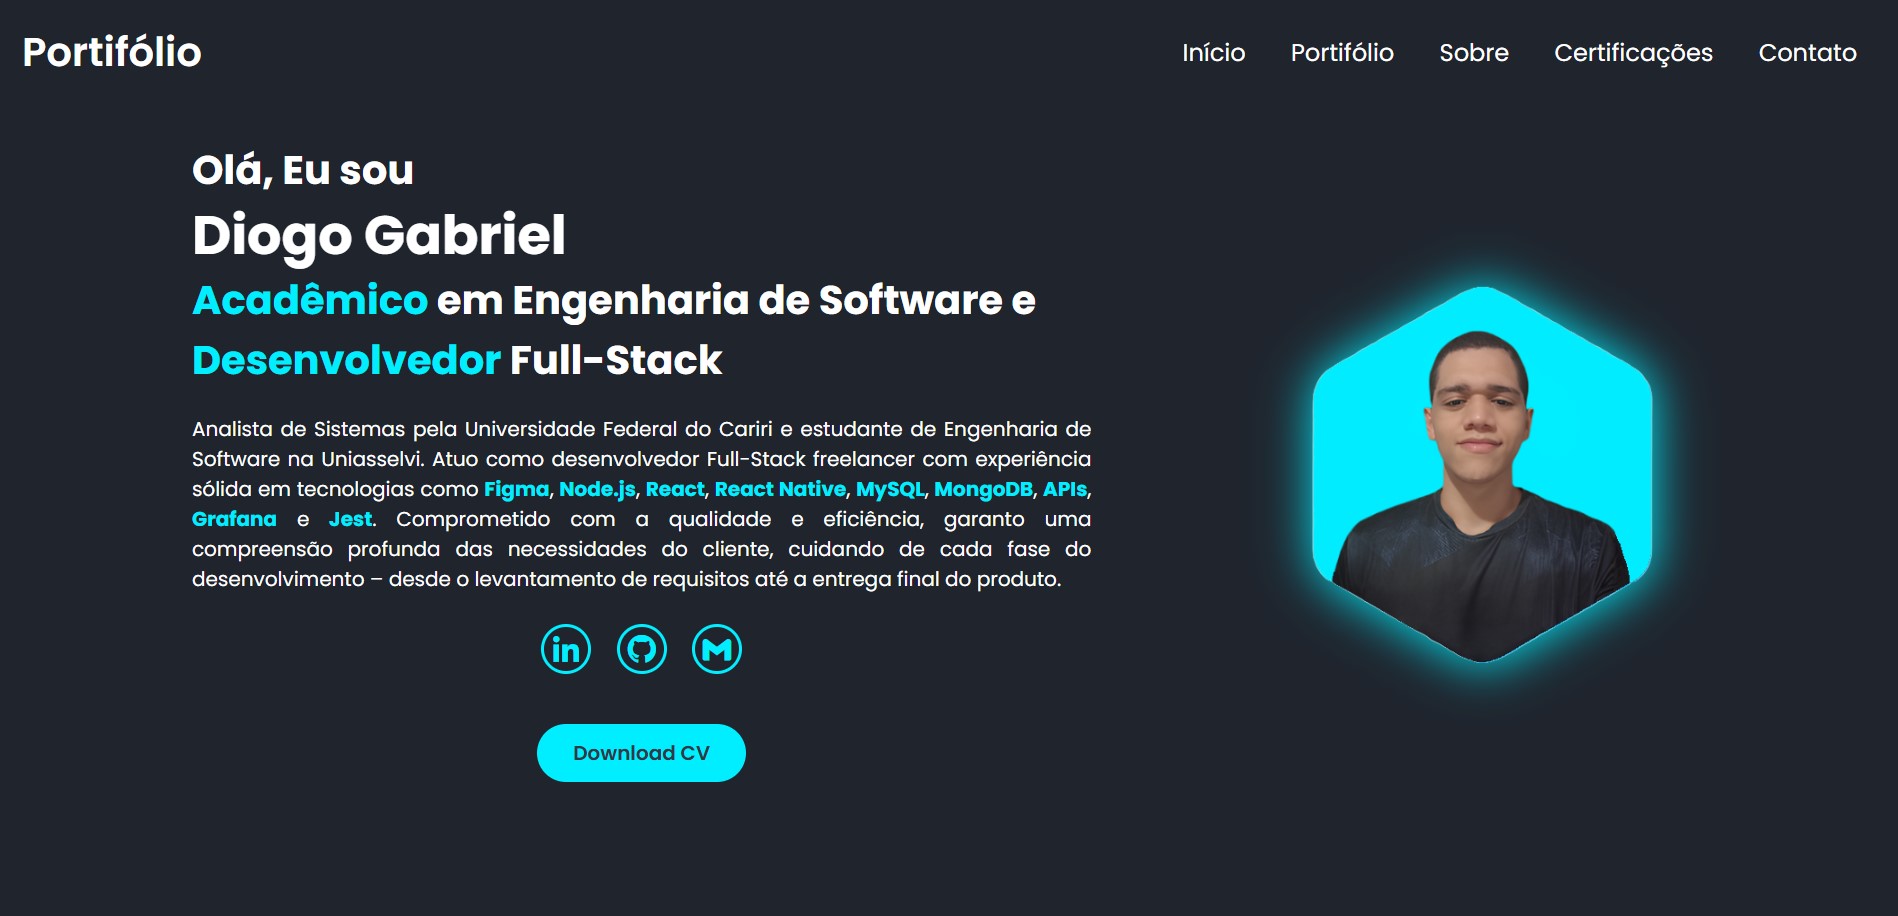 Portifólio
Início Portifólio Sobre Certificações Contato
Olá, Eu sou
Diogo Gabriel
Acadêmico em Engenharia de Software e
Desenvolvedor Full-Stack
Analista de Sistemas pela Universidade Federal do Cariri e estudante de Engenharia de
Software na Uniasselvi. Atuo como desenvolvedor Full-Stack freelancer com experiência
sólida em tecnologias como Figma, Node.js, React, React Native, MySQL, MongoDB, APIs,
Grafana e Jest. Comprometido com a qualidade e eficiência, garanto uma
compreensão profunda das necessidades do cliente, cuidando de cada fase do
desenvolvimento – desde o levantamento de requisitos até a entrega final do produto.
in
Download CV